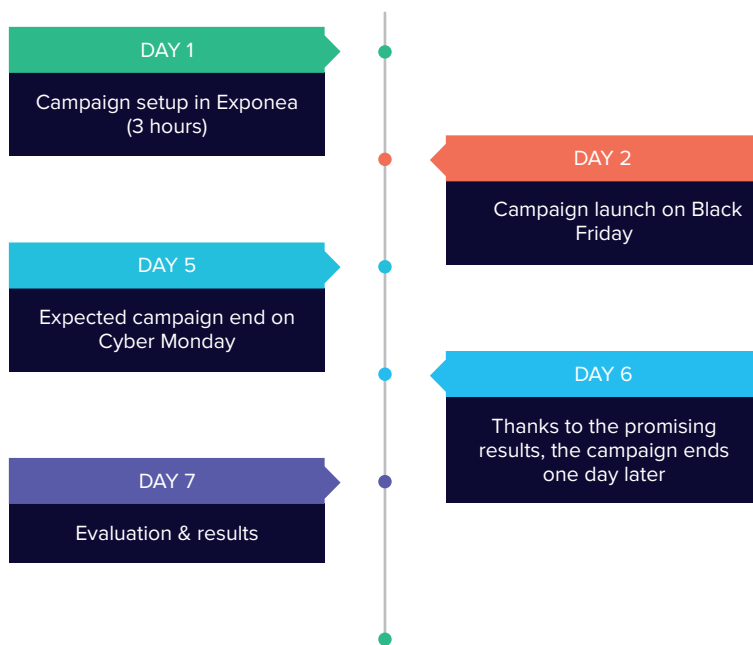 DAY 1
Campaign setup in Exponea
(3 hours)
DAY 2
Campaign launch on Black
Friday
DAY 5
Expected campaign end on
Cyber Monday
DAY 6
Thanks to the promising
results, the campaign ends
one day later
DAY 7
Evaluation & results